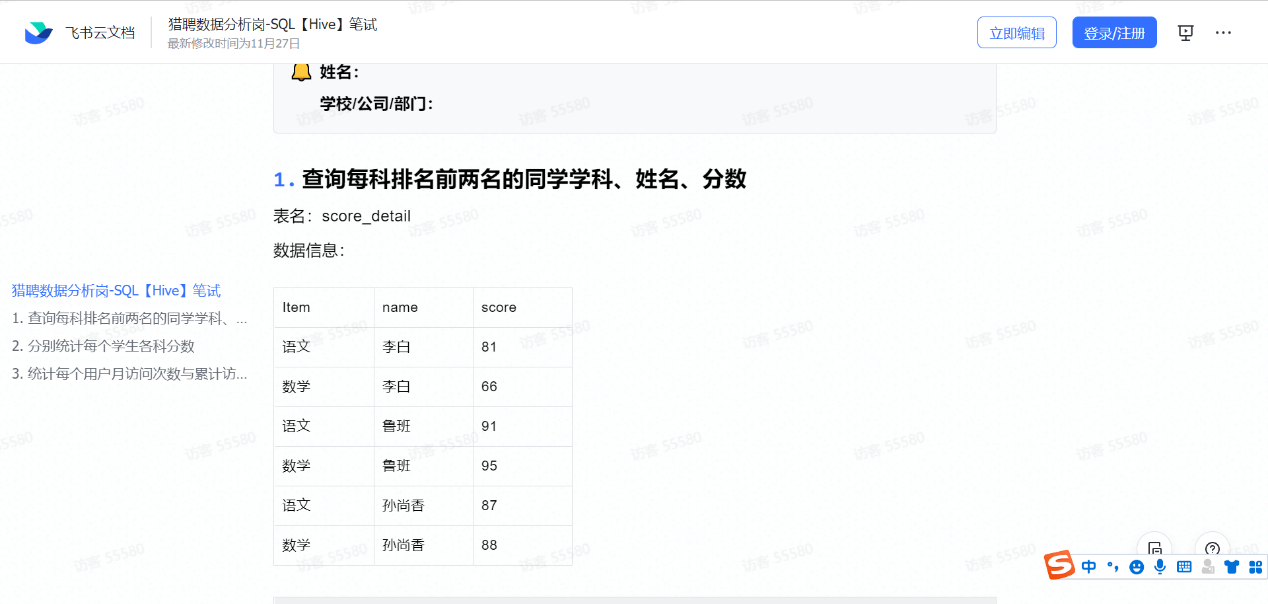 飞书云文档
猎聘数据分析岗-SQL【Hive】笔试
最新修改时间为11月27日
立即编辑
登录/注册
姓名：
学校/公司/部门：
1. 查询每科排名前两名的同学学科、姓名、分数
表名：score_detail
数据信息：
猎聘数据分析岗-SQL【Hive】笔试
1. 查询每科排名前两名的同学学科、...
2. 分别统计每个学生各科分数
3. 统计每个用户月访问次数与累计访...
Item name score
语文 李白 81
数学 李白 66
语文 鲁班 91
数学 鲁班 95
语文 孙尚香 87
数学 孙尚香 88
访客 55580
S 中